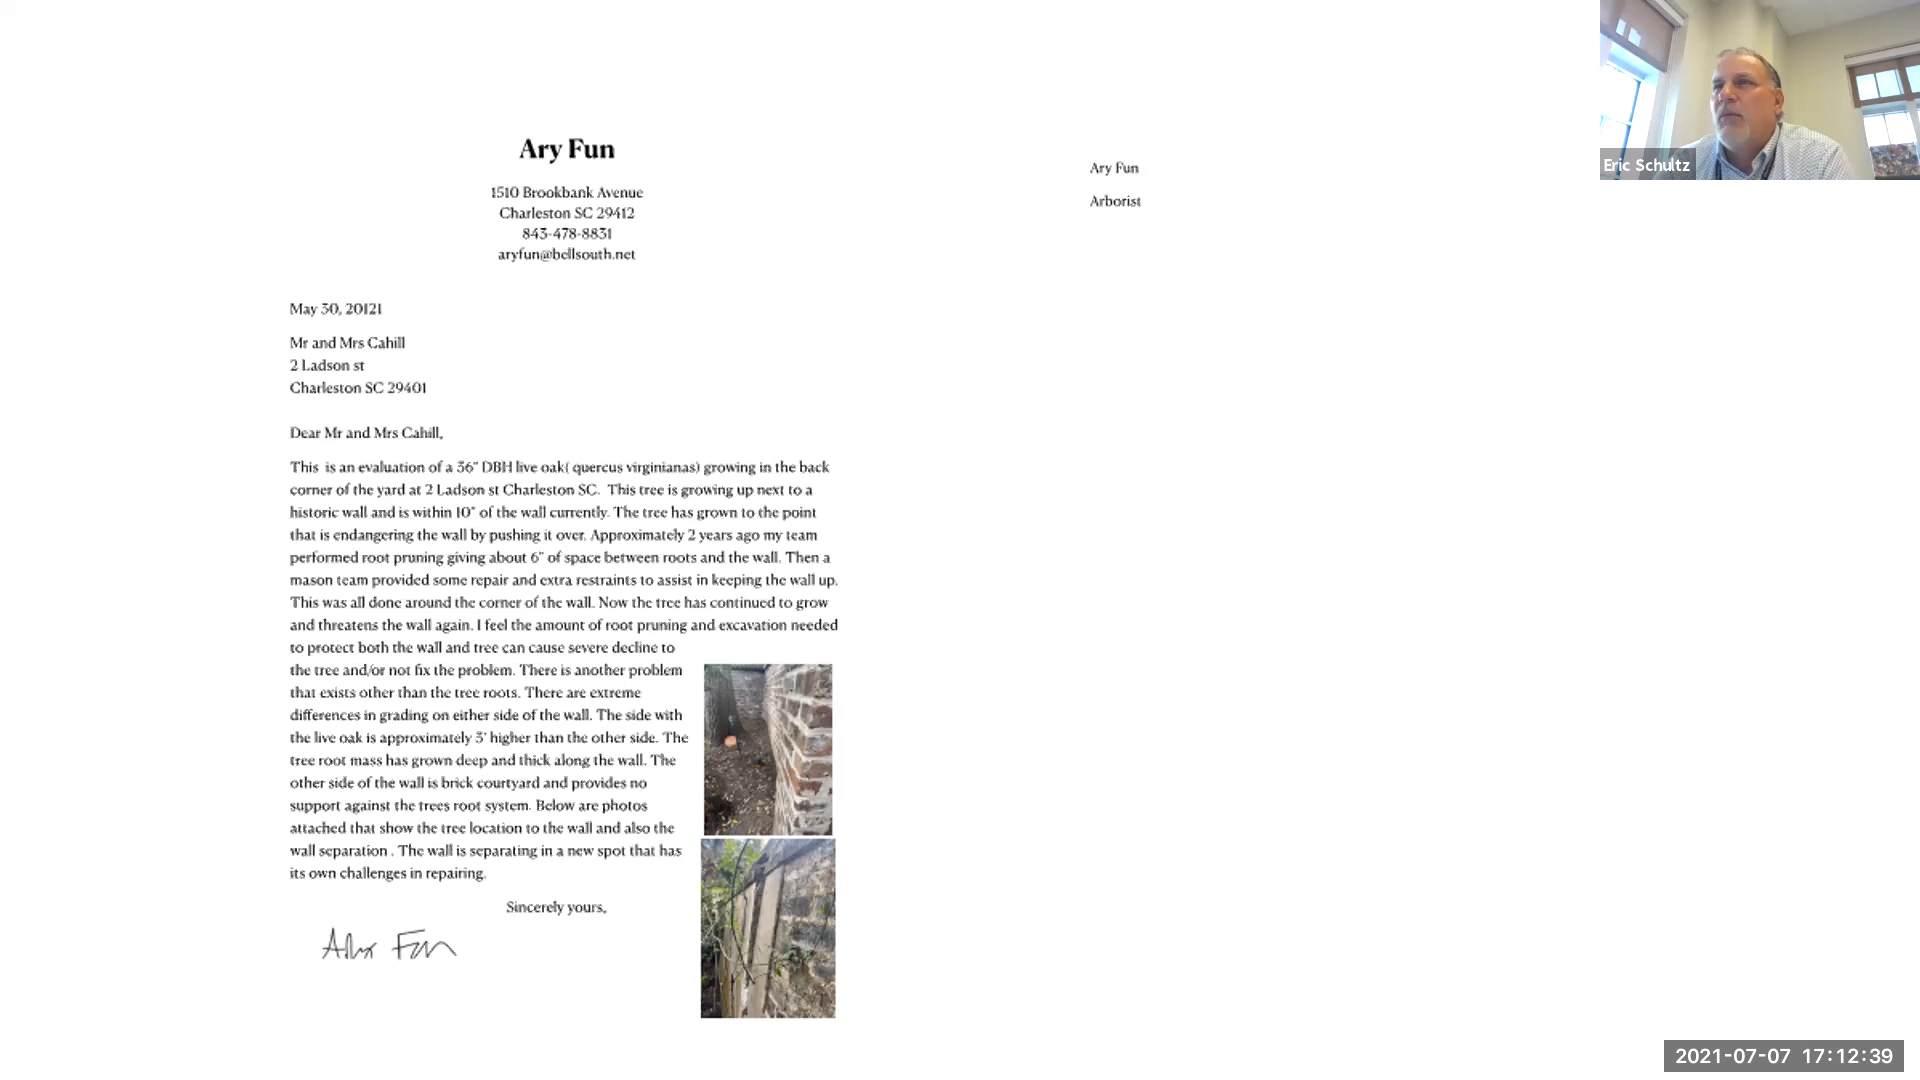 Ary Fun
1510 Brookbank Avenue
Charleston SC 29412
843-478-8831
aryfun@bellsouth.net
May 30, 20121
Mr and Mrs Cahill
2 Ladson st
Charleston SC 29401
Dear Mr and Mrs Cahill,
This is an evaluation of a 36" DBH live oak( quercus virginianas) growing in the back
corner of the yard at 2 Ladson st Charleston SC. This tree is growing up next to a
historic wall and is within 10" of the wall currently. The tree has grown to the point
that is endangering the wall by pushing it over. Approximately 2 years ago my team
performed root pruning giving about 6" of space between roots and the wall. Then a
mason team provided some repair and extra restraints to assist in keeping the wall up.
This was all done around the corner of the wall. Now the tree has continued to grow
and threatens the wall again. I feel the amount of root pruning and excavation needed
to protect both the wall and tree can cause severe decline to
the tree and/or not fix the problem. There is another problem
that exists other than the tree roots. There are extreme
differences in grading on either side of the wall. The side with
the live oak is approximately 3' higher than the other side. The
tree root mass has grown deep and thick along the wall. The
other side of the wall is brick courtyard and provides no
support against the trees root system. Below are photos
attached that show the tree location to the wall and also the
wall separation . The wall is separating in a new spot that has
its own challenges in repairing.
Sincerely yours,
Ary Fun
Arborist
Eric Schultz
2021-07-07 17:12:39